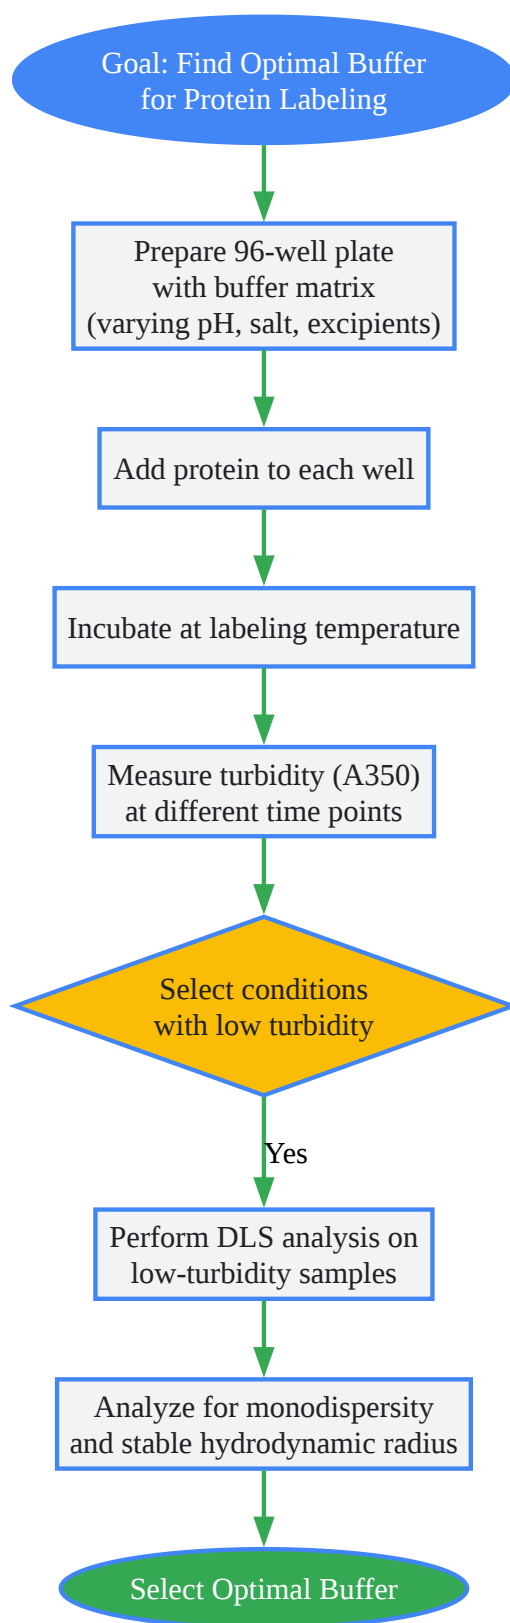 Goal: Find Optimal Buffer
for Protein Labeling
Prepare 96-well plate
with buffer matrix
(varying pH, salt, excipients)
Add protein to each well
Incubate at labeling temperature
Measure turbidity (A350)
at different time points
Select conditions
with low turbidity
Yes
Perform DLS analysis on
low-turbidity samples
Analyze for monodispersity
and stable hydrodynamic radius
Select Optimal Buffer